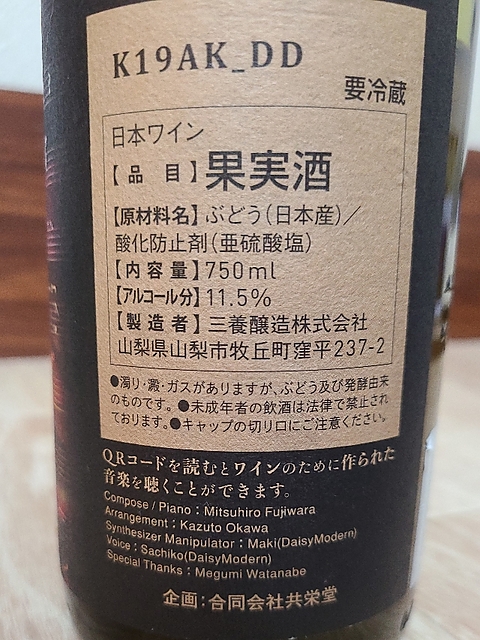 K19AK_DD
要冷蔵
日本ワイン
【品　目】果実酒
【原材料名】ぶどう(日本産)／
酸化防止剤(亜硫酸塩)
【内容量】750ml
【アルコール分】11.5%
【製造者】三養醸造株式会社
山梨県山梨市牧丘町窪平237-2
●濁り・澱・ガスがありますが、ぶどう及び発酵由来
のものです。●未成年者の飲酒は法律で禁止され
ております。●キャップの切り口にご注意ください。
QRコードを読むとワインのために作られた
音楽を聴くことができます。
Compose / Piano : Mitsuhiro Fujiwara
Arrangement : Kazuto Okawa
Synthesizer Manipulator : Maki(DaisyModern)
Voice : Sachiko(DaisyModern)
Special Thanks : Megumi Watanabe
企画：合同会社共栄堂